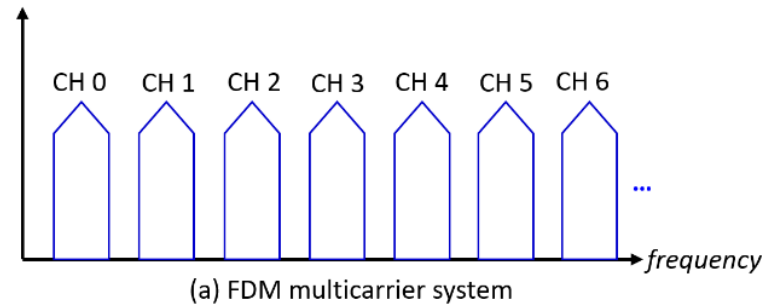 CH 0 CH 1 CH 2 CH 3 CH 4 CH 5 CH 6
...
frequency
(a) FDM multicarrier system